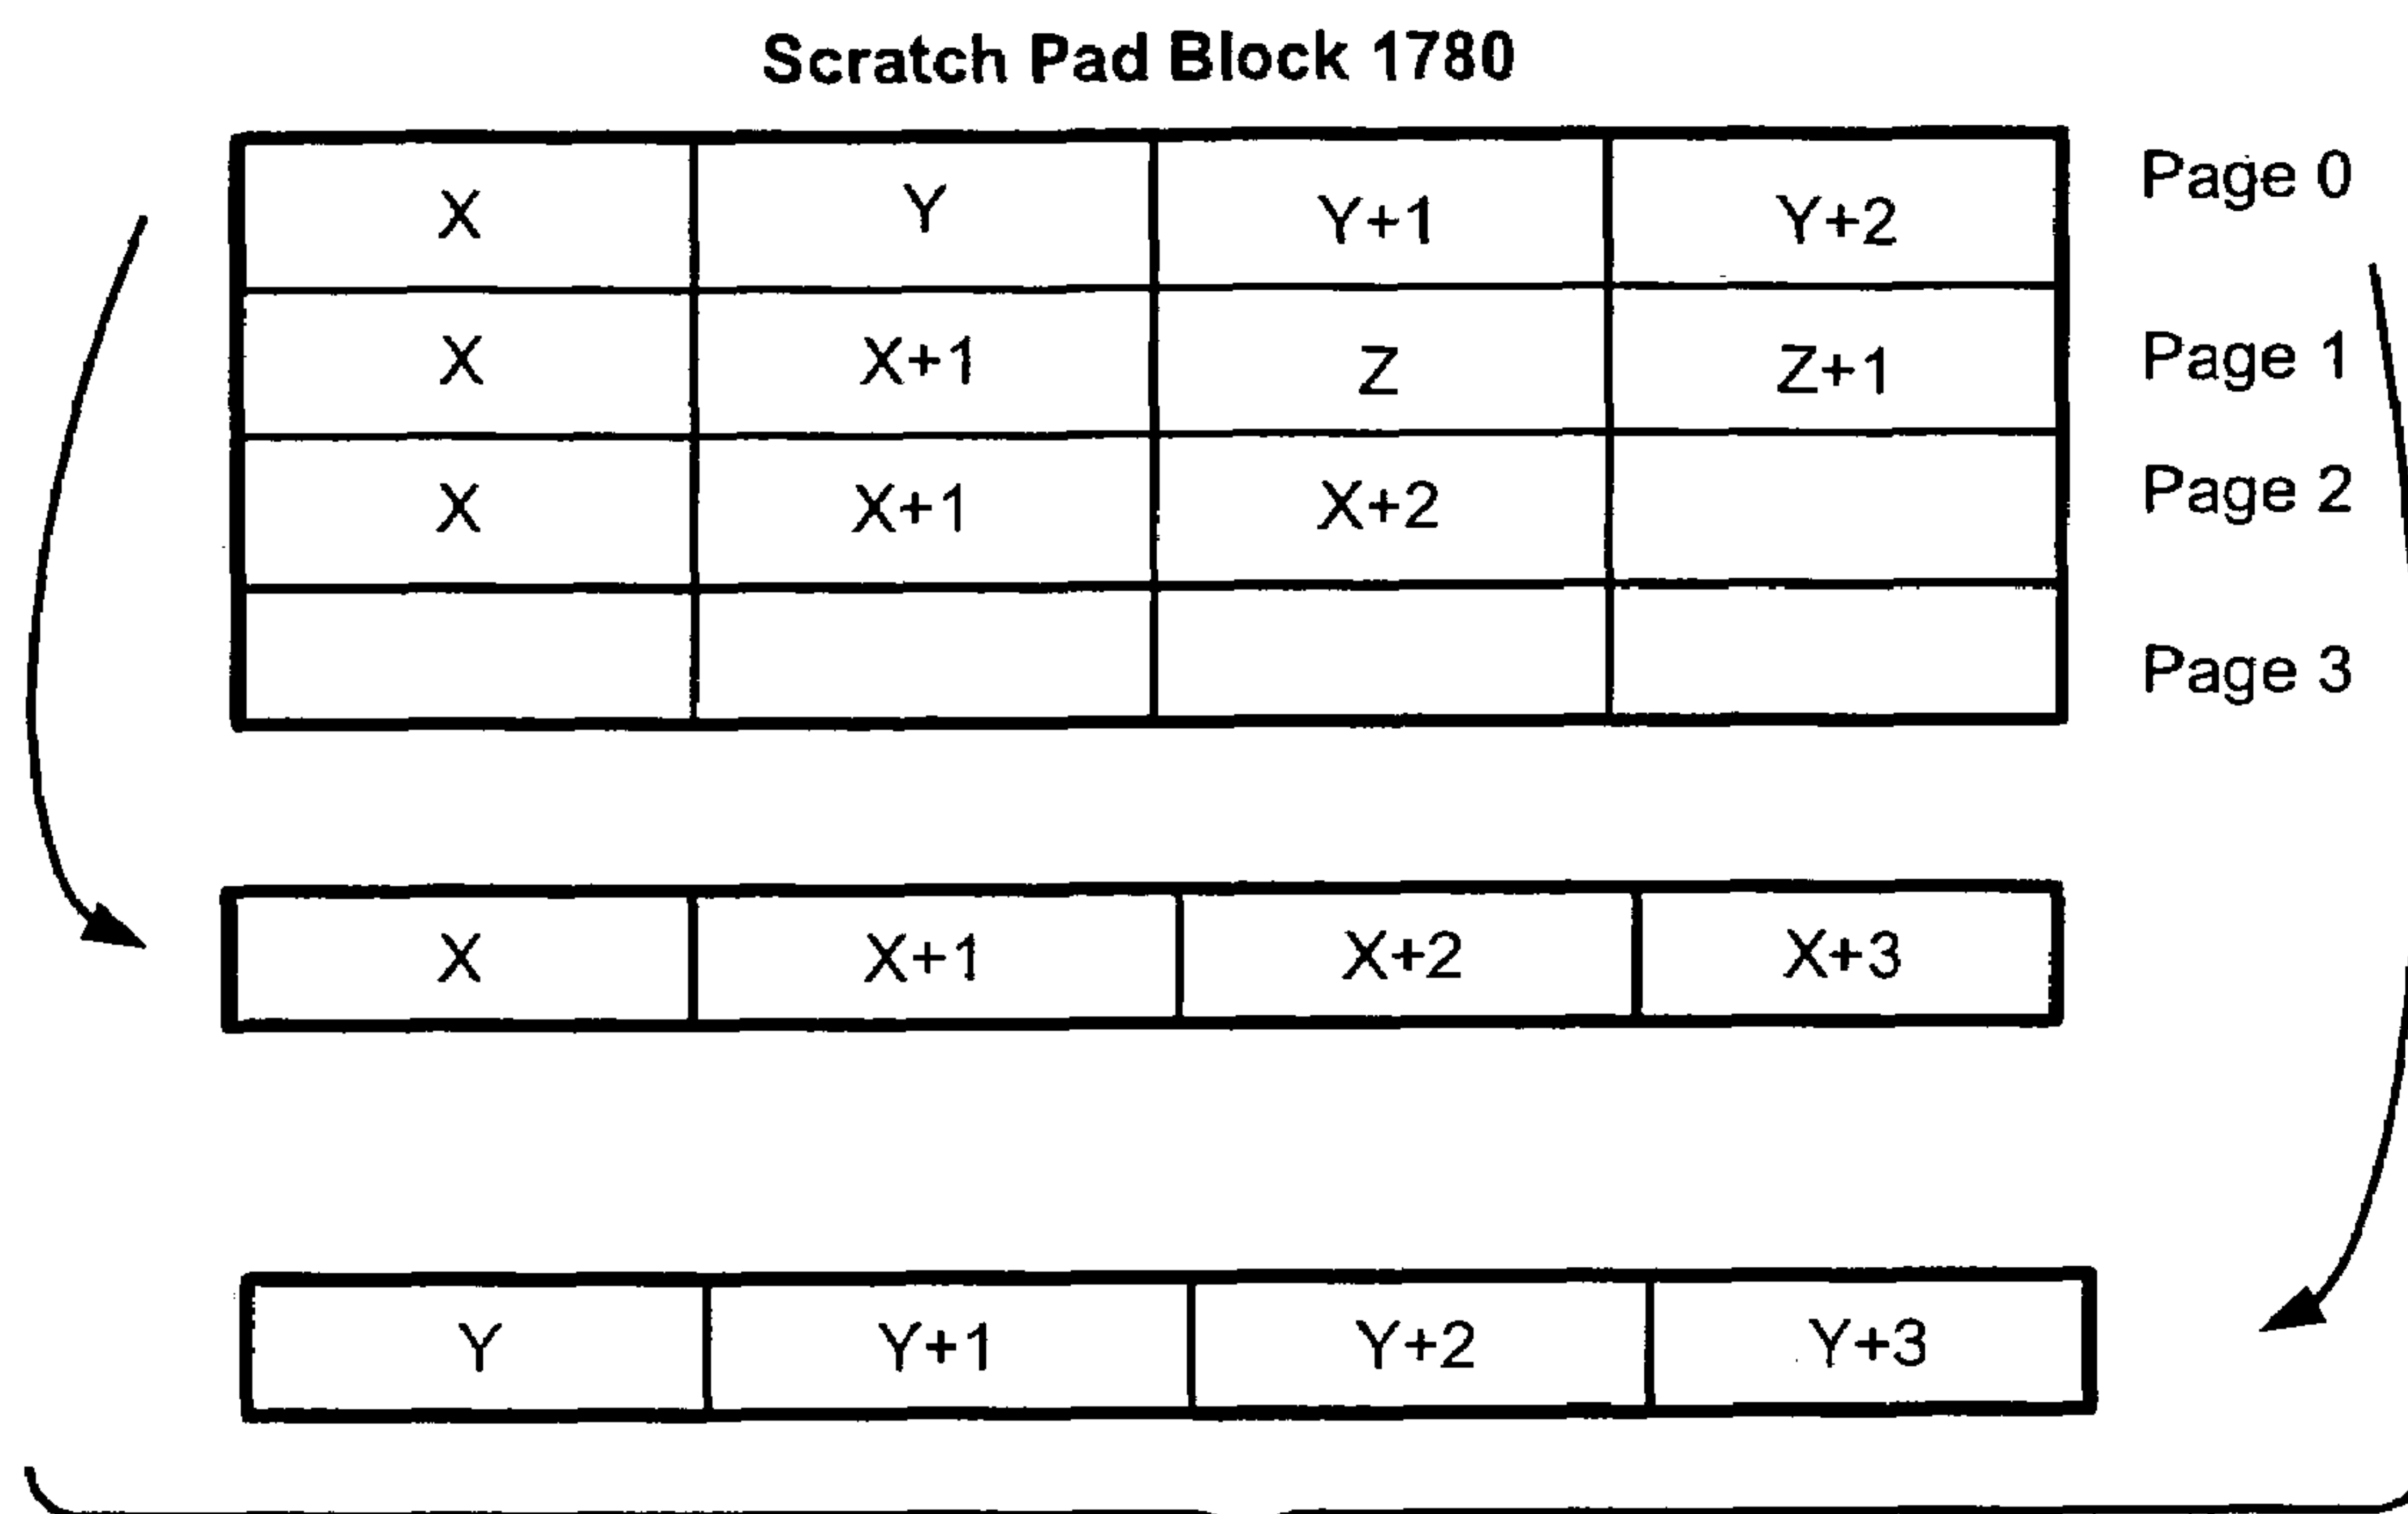 Scratch Pad Block 1780
X Y Y+1 Y+2 Page 0
X X+1 Z Z+1 Page 1
X X+1 X+2 Page 2
Page 3
X X+1 X+2 X+3
Y Y+1 Y+2 Y+3